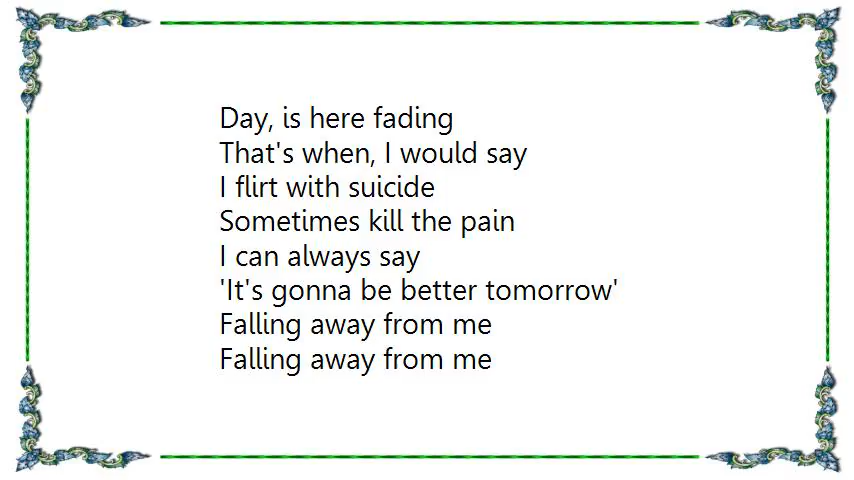 Day, is here fading
That's when, I would say
I flirt with suicide
Sometimes kill the pain
I can always say
'It's gonna be better tomorrow'
Falling away from me
Falling away from me